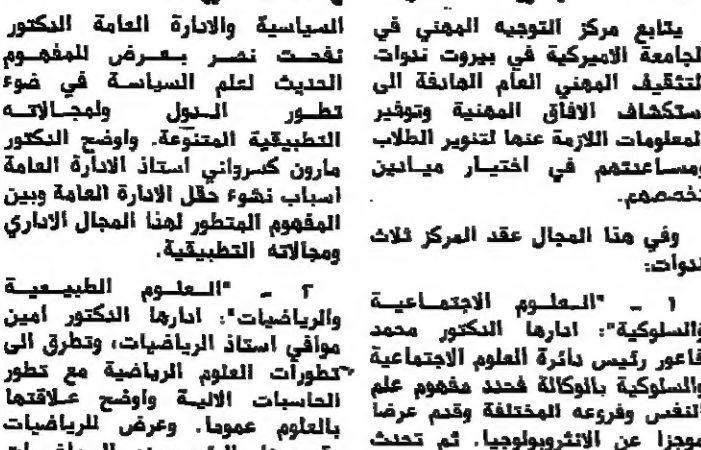 يتابع مركز التوجيه المهني في
الجامعة الاميركية في بيروت ندوات
التثقيف المهني العام الهادفة الى
ستكشاف الافاق المهنية وتوفير
المعلومات اللازمة عنها لتنوير الطلاب
ومساعدتهم في اختيار ميادين
تخصصهم.
وفي هذا المجال عقد المركز ثلاث
ندوات:
١ ـ "العلوم الاجتماعية
والسلوكية": ادارها الدكتور محمد
فاعور رئيس دائرة العلوم الاجتماعية
والسلوكية بالوكالة فحدد مفهوم علم
النفس وفروعه المختلفة وقدم عرضا
موجزا عن الانثروبولوجيا. ثم تحدث
السياسية والادارة العامة الدكتور
نفحت نصر بعرض للمفهوم
الحديث لعلم السياسة في ضوء
تطور الدول ولمجالاته
التطبيقية المتنوعة. واوضح الدكتور
مارون كسرواني استاذ الادارة العامة
اسباب نشوء حقل الادارة العامة وبين
المفهوم المتطور لهذا المجال الاداري
ومجالاته التطبيقية.
٢ ـ "العلوم الطبيعية
والرياضيات": ادارها الدكتور امين
موافي استاذ الرياضيات، وتطرق الى
تطورات العلوم الرياضية مع تطور
الحاسبات الالية واوضح علاقتها
بالعلوم عموما. وعرض للرياضيات